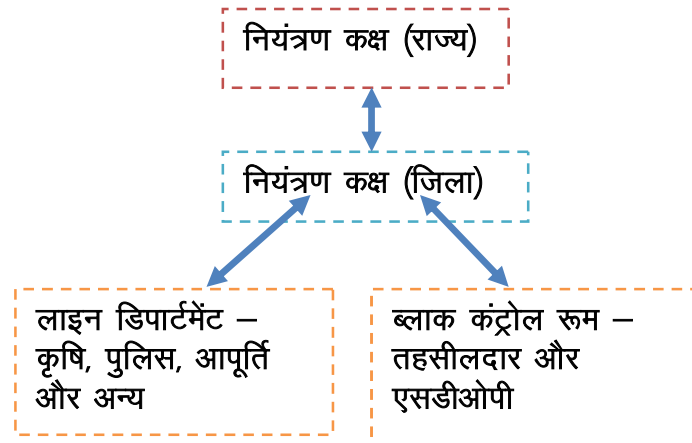 नियंत्रण कक्ष (राज्य)
नियंत्रण कक्ष (जिला)
लाइन डिपार्टमेंट –
कृषि, पुलिस, आपूर्ति
और अन्य
ब्लाक कंट्रोल रूम –
तहसीलदार और
एसडीओपी